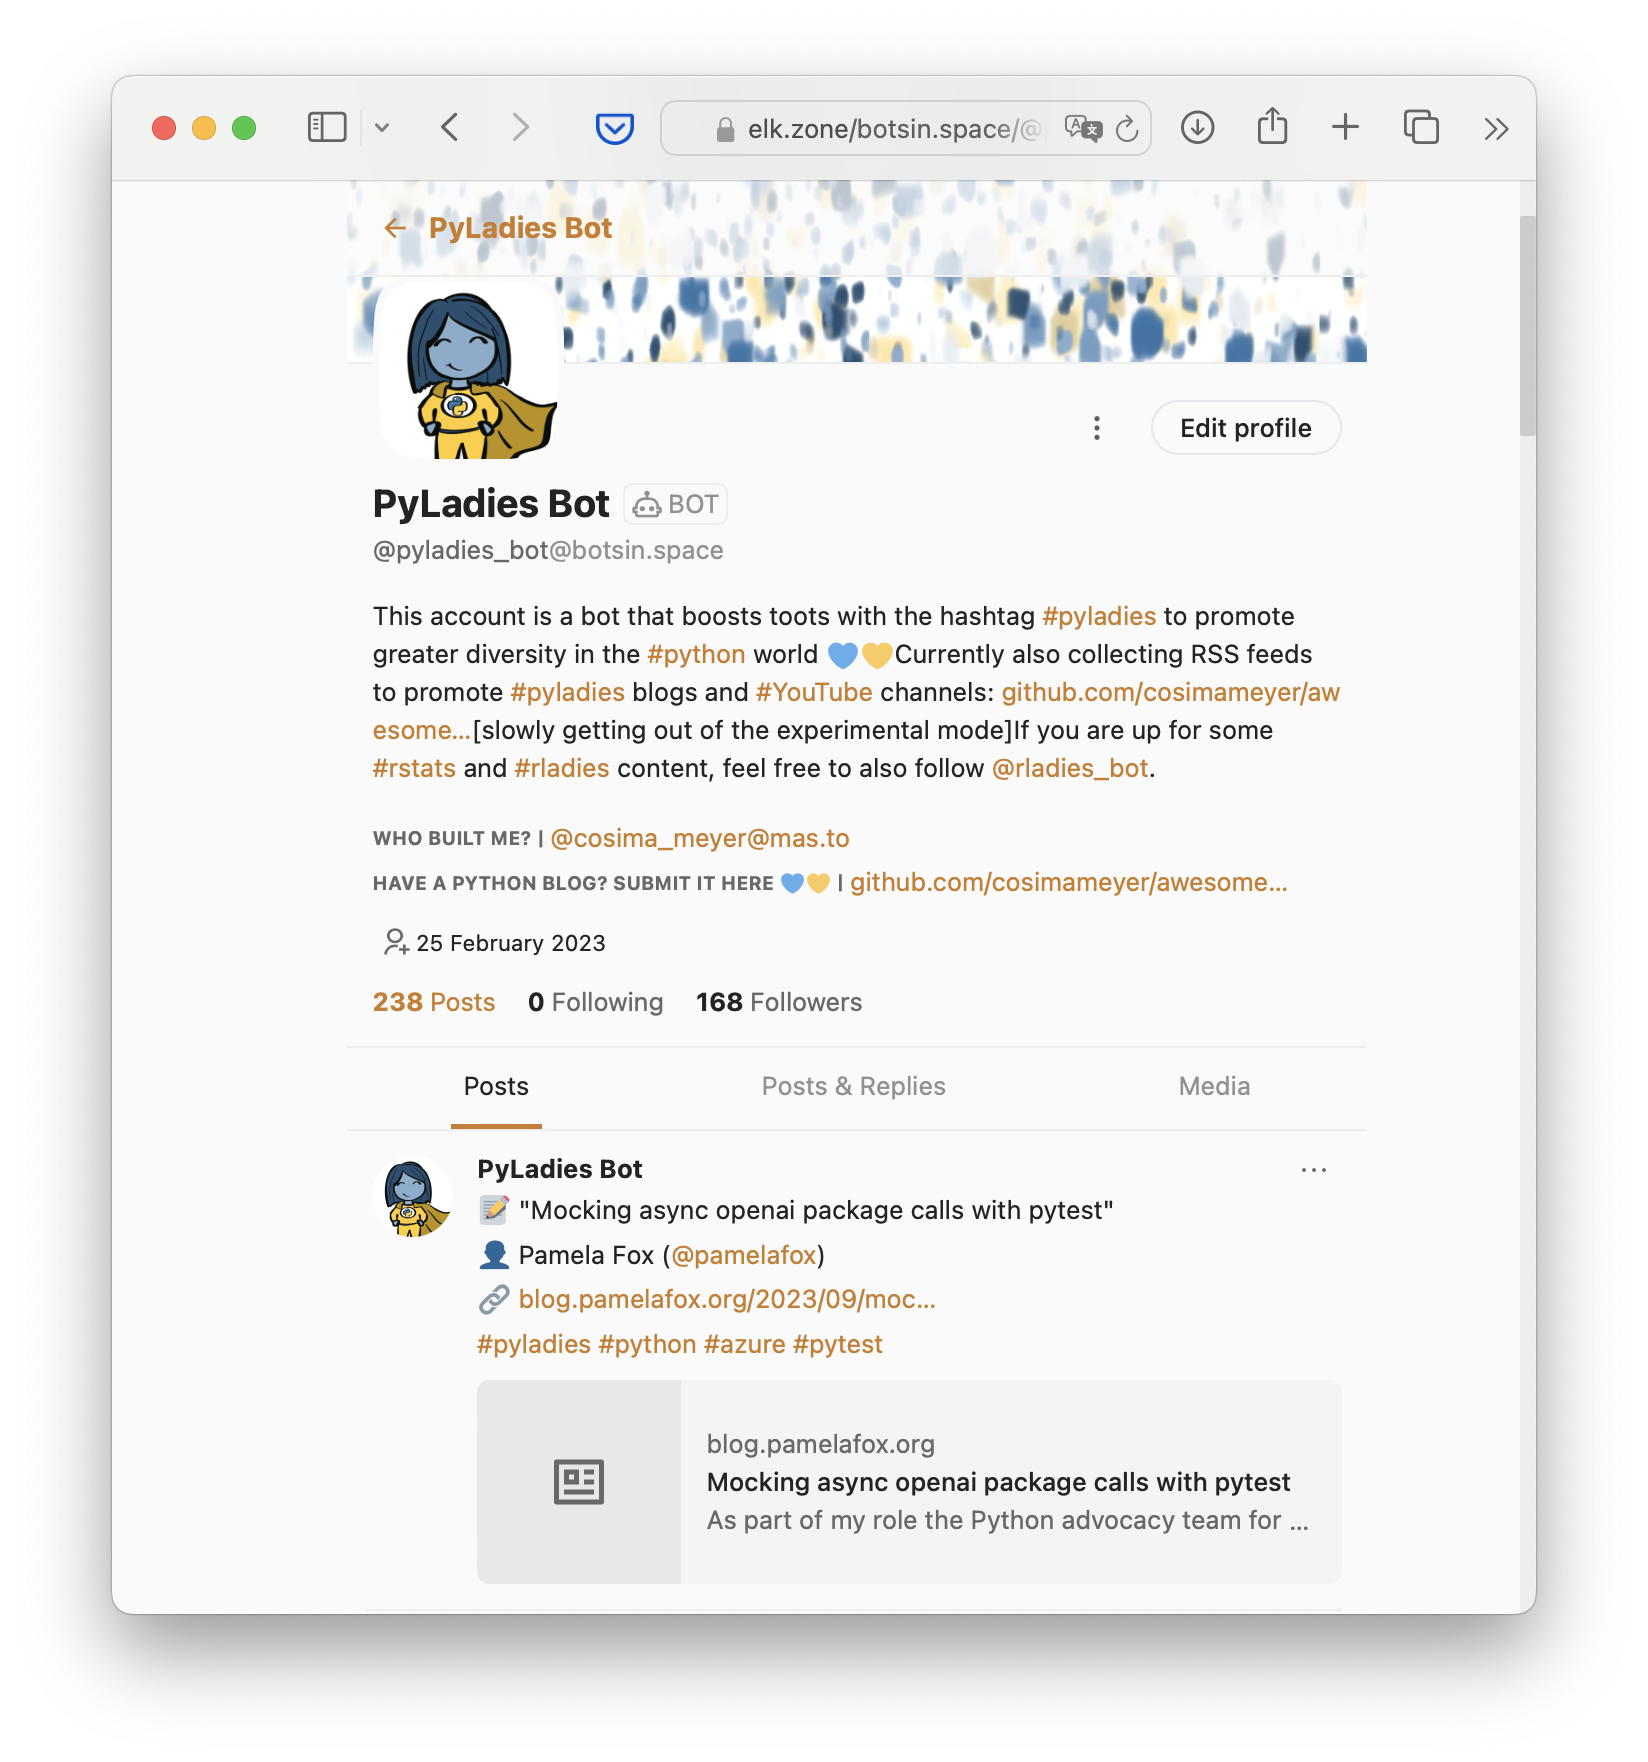 elk.zone/botsin.space/@
PyLadies Bot
Edit profile
PyLadies Bot BOT
@pyladies_bot@botsin.space
This account is a bot that boosts toots with the hashtag #pyladies to promote
greater diversity in the #python world 💙💛Currently also collecting RSS feeds
to promote #pyladies blogs and #YouTube channels: github.com/cosimameyer/aw
esome...[slowly getting out of the experimental mode]If you are up for some
#rstats and #rladies content, feel free to also follow @rladies_bot.
WHO BUILT ME? | @cosima_meyer@mas.to
HAVE A PYTHON BLOG? SUBMIT IT HERE 💙💛 | github.com/cosimameyer/awesome...
25 February 2023
238 Posts 0 Following 168 Followers
Posts Posts & Replies Media
PyLadies Bot
📝 "Mocking async openai package calls with pytest"
👤 Pamela Fox (@pamelafox)
🔗 blog.pamelafox.org/2023/09/moc...
#pyladies #python #azure #pytest
blog.pamelafox.org
Mocking async openai package calls with pytest
As part of my role the Python advocacy team for ...